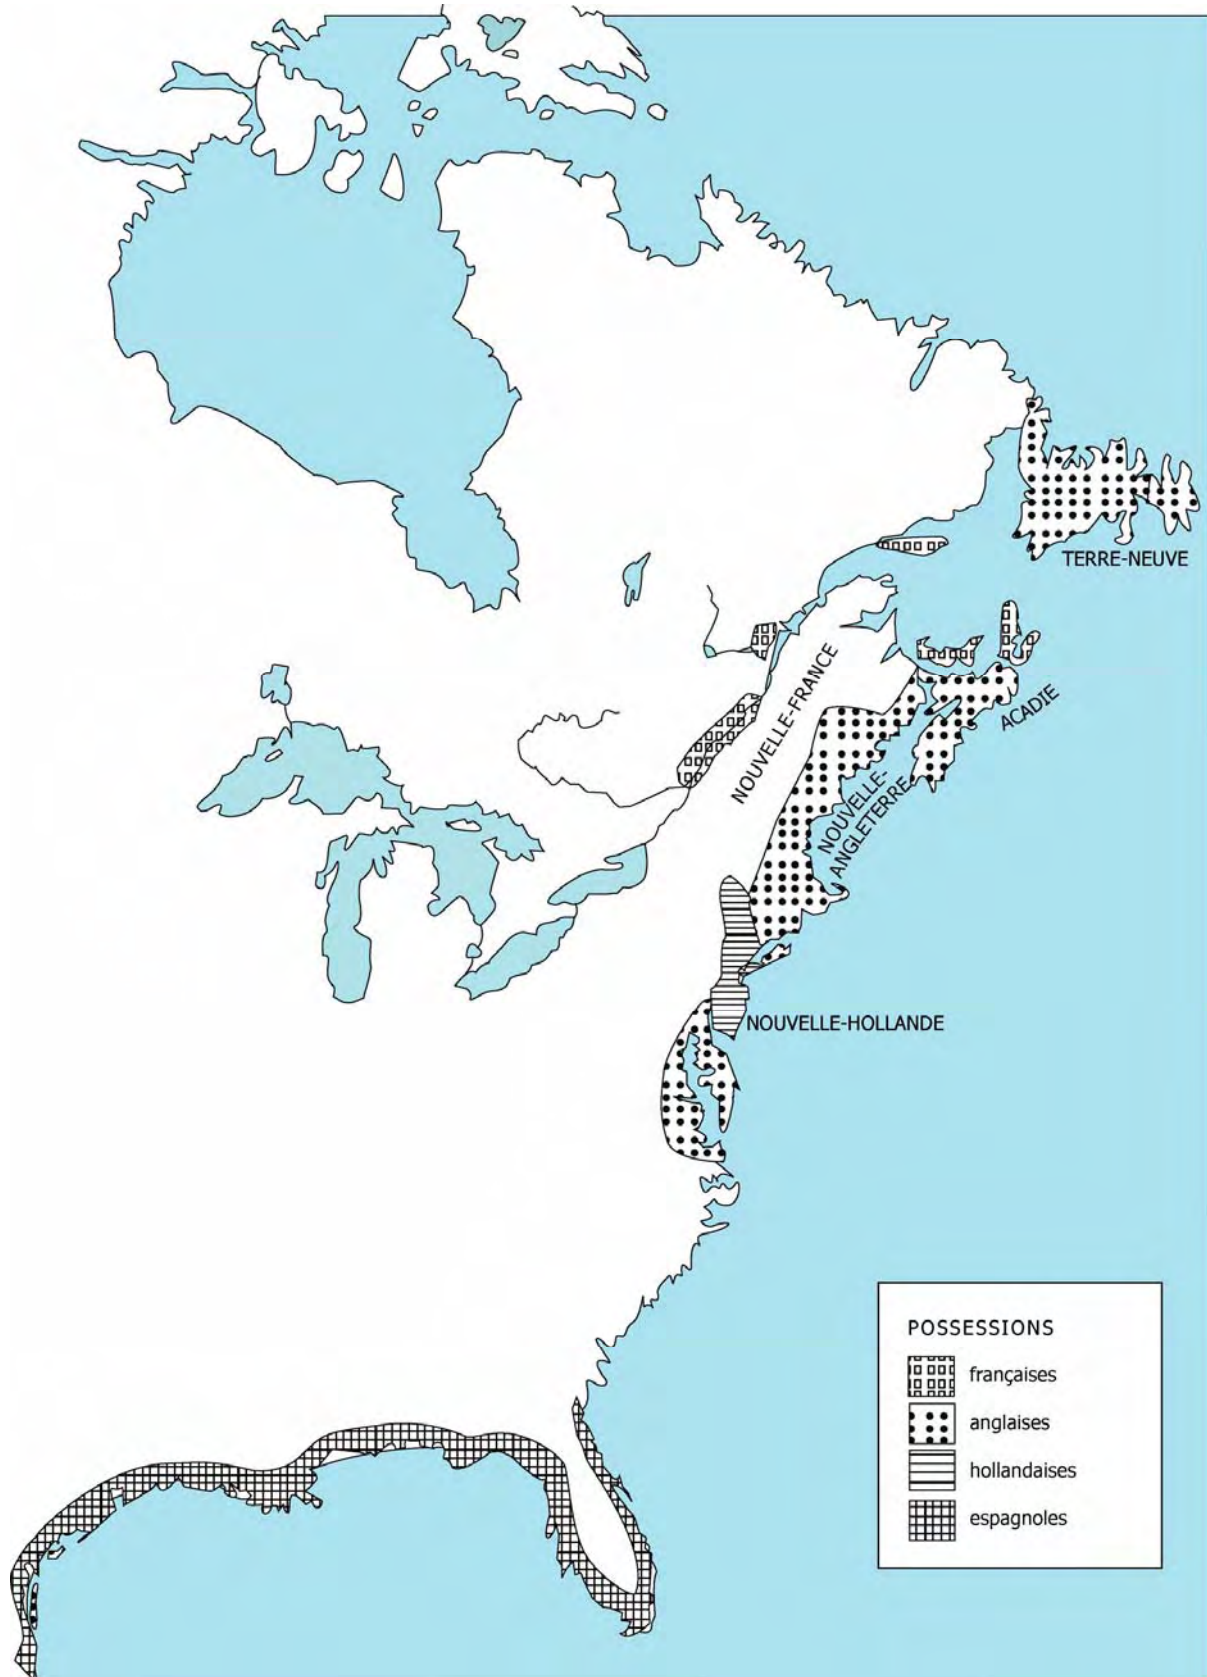 TERRE-NEUVE
NOUVELLE-FRANCE
ACADIE
NOUVELLE-
ANGLETERRE
NOUVELLE-HOLLANDE
POSSESSIONS
françaises
anglaises
hollandaises
espagnoles